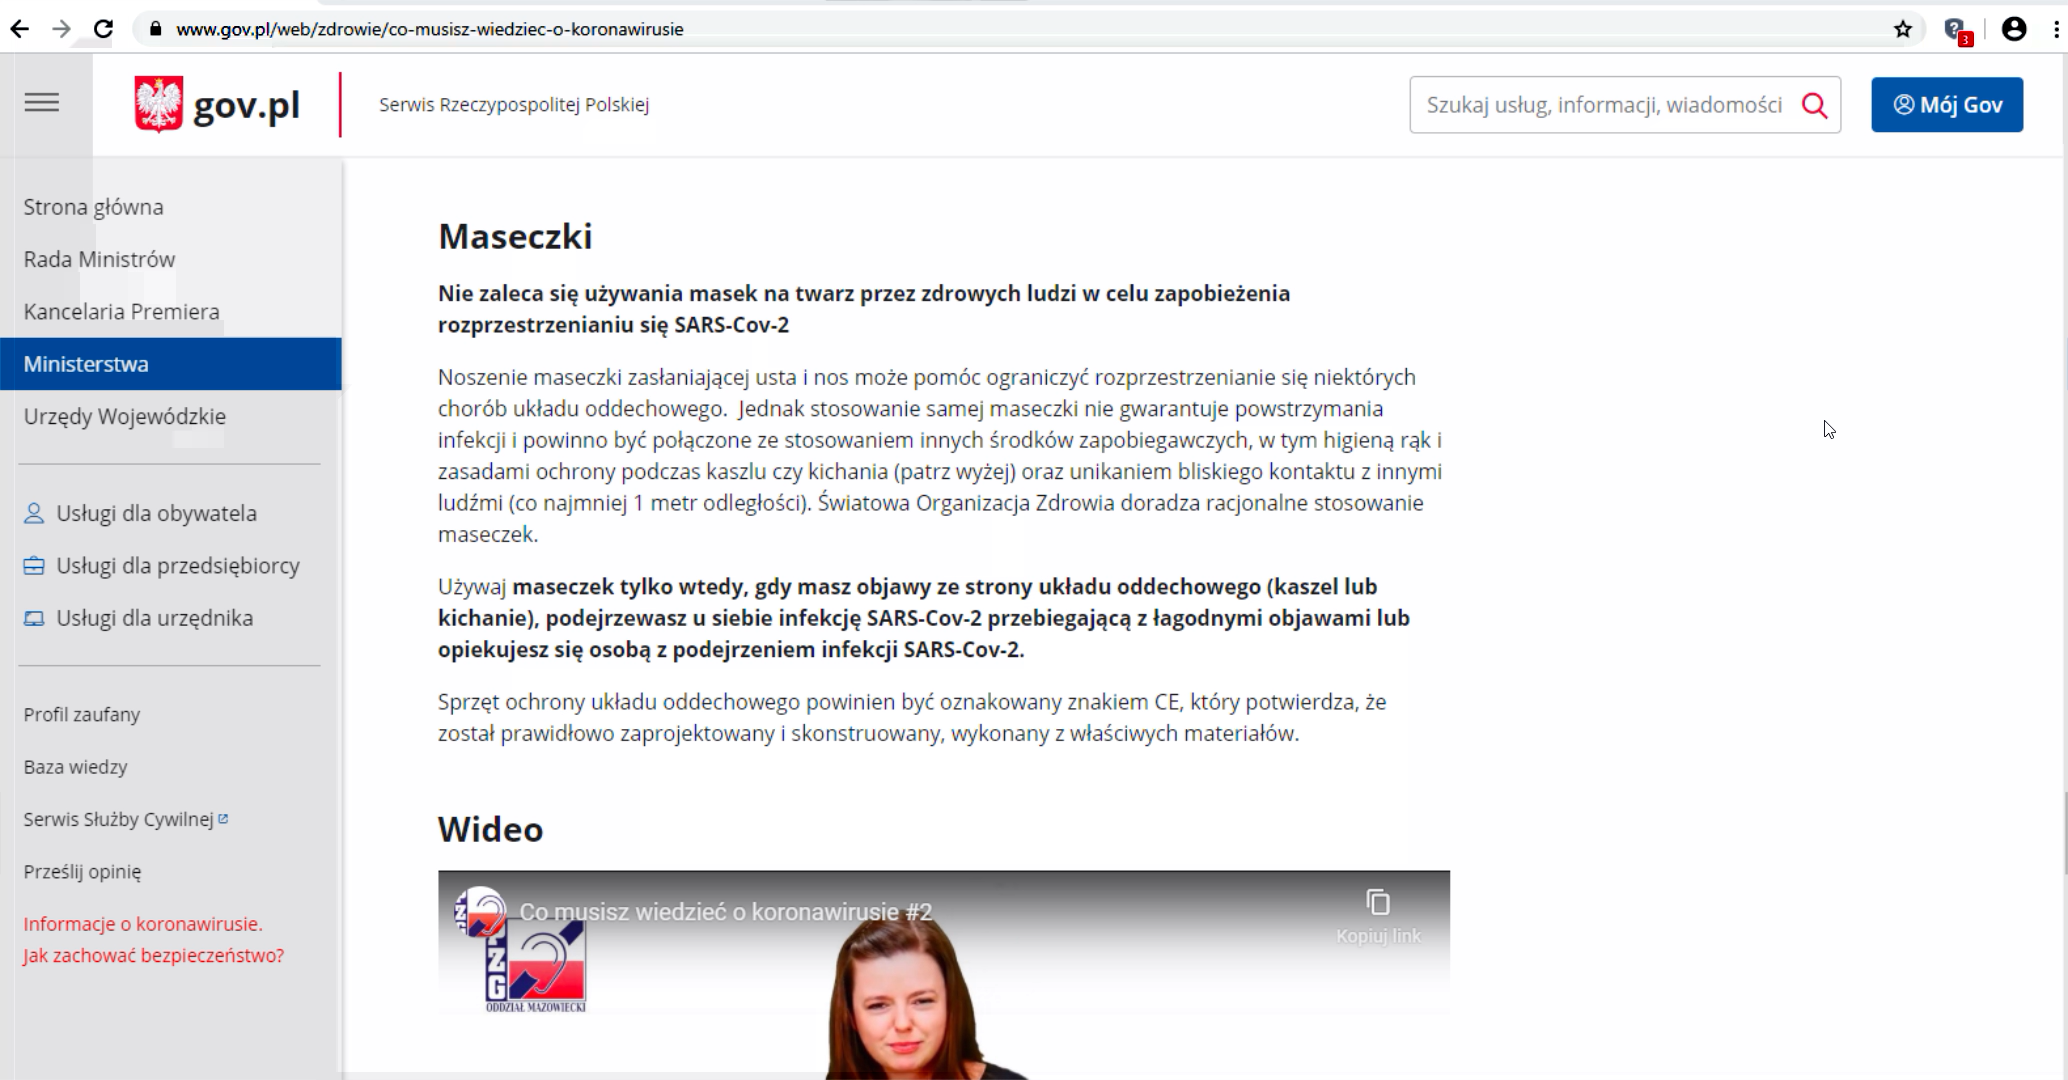 www.gov.pl/web/zdrowie/co-musisz-wiedziec-o-koronawirusie
3
gov.pl
Serwis Rzeczypospolitej Polskiej
Szukaj usług, informacji, wiadomości
Mój Gov
Strona główna
Rada Ministrów
Kancelaria Premiera
Ministerstwa
Urzędy Wojewódzkie
Usługi dla obywatela
Usługi dla przedsiębiorcy
Usługi dla urzędnika
Profil zaufany
Baza wiedzy
Serwis Służby Cywilnej
Prześlij opinię
Informacje o koronawirusie.
Jak zachować bezpieczeństwo?
Maseczki
Nie zaleca się używania masek na twarz przez zdrowych ludzi w celu zapobieżenia
rozprzestrzenianiu się SARS-Cov-2
Noszenie maseczki zasłaniającej usta i nos może pomóc ograniczyć rozprzestrzenianie się niektórych
chorób układu oddechowego.  Jednak stosowanie samej maseczki nie gwarantuje powstrzymania
infekcji i powinno być połączone ze stosowaniem innych środków zapobiegawczych, w tym higieną rąk i
zasadami ochrony podczas kaszlu czy kichania (patrz wyżej) oraz unikaniem bliskiego kontaktu z innymi
ludźmi (co najmniej 1 metr odległości). Światowa Organizacja Zdrowia doradza racjonalne stosowanie
maseczek.
Używaj maseczek tylko wtedy, gdy masz objawy ze strony układu oddechowego (kaszel lub
kichanie), podejrzewasz u siebie infekcję SARS-Cov-2 przebiegającą z łagodnymi objawami lub
opiekujesz się osobą z podejrzeniem infekcji SARS-Cov-2.
Sprzęt ochrony układu oddechowego powinien być oznakowany znakiem CE, który potwierdza, że
został prawidłowo zaprojektowany i skonstruowany, wykonany z właściwych materiałów.
Wideo
Co musisz wiedzieć o koronawirusie #2
Kopiuj link
PZG
ODDZIAŁ MAZOWIECKI